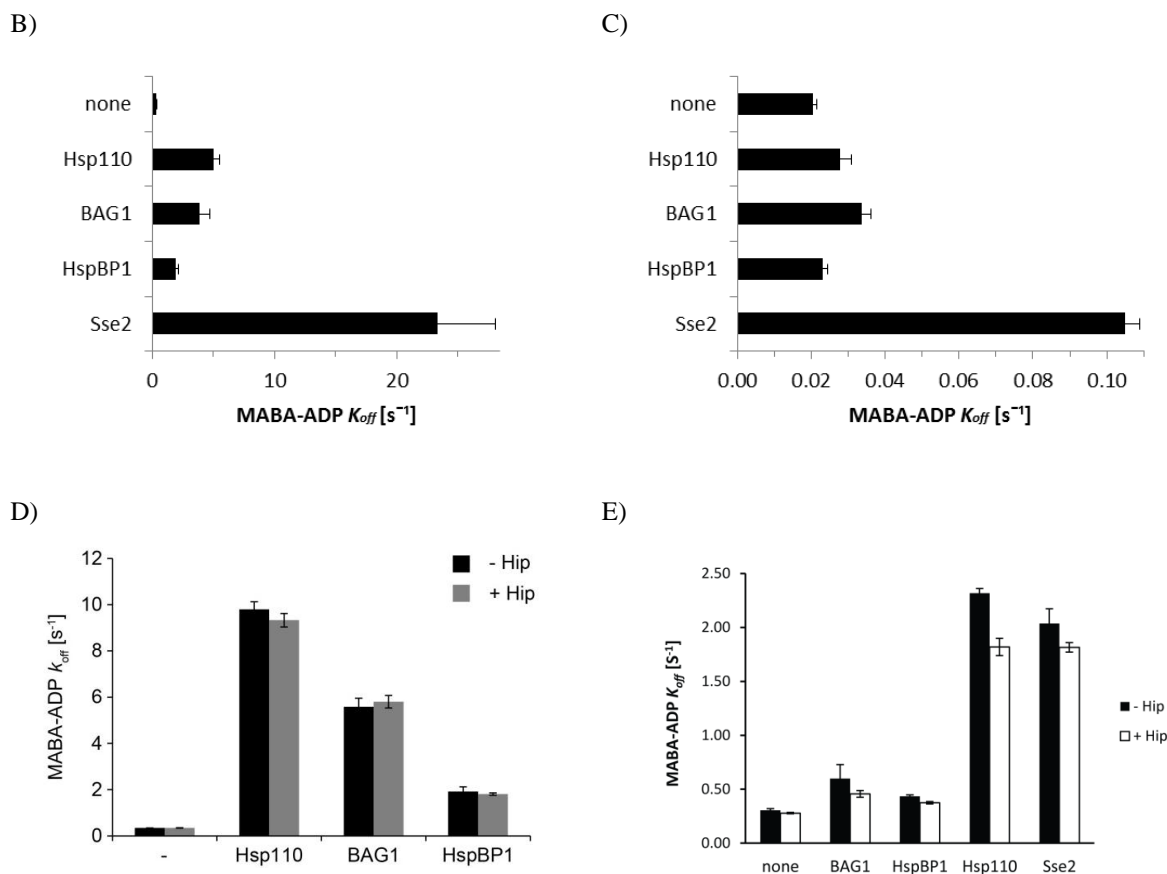 B)
none
Hsp110
BAG1
HspBP1
Sse2
0 10 20
MABA-ADP Koff [s⁻¹]
C)
none
Hsp110
BAG1
HspBP1
Sse2
0.00 0.02 0.04 0.06 0.08 0.10
MABA-ADP Koff [s⁻¹]
D)
12
10
8
6
4
2
0
MABA-ADP koff [s⁻¹]
- Hip
+ Hip
- Hsp110 BAG1 HspBP1
E)
2.50
2.00
1.50
1.00
0.50
0.00
MABA-ADP Koff [S⁻¹]
- Hip
+ Hip
none BAG1 HspBP1 Hsp110 Sse2